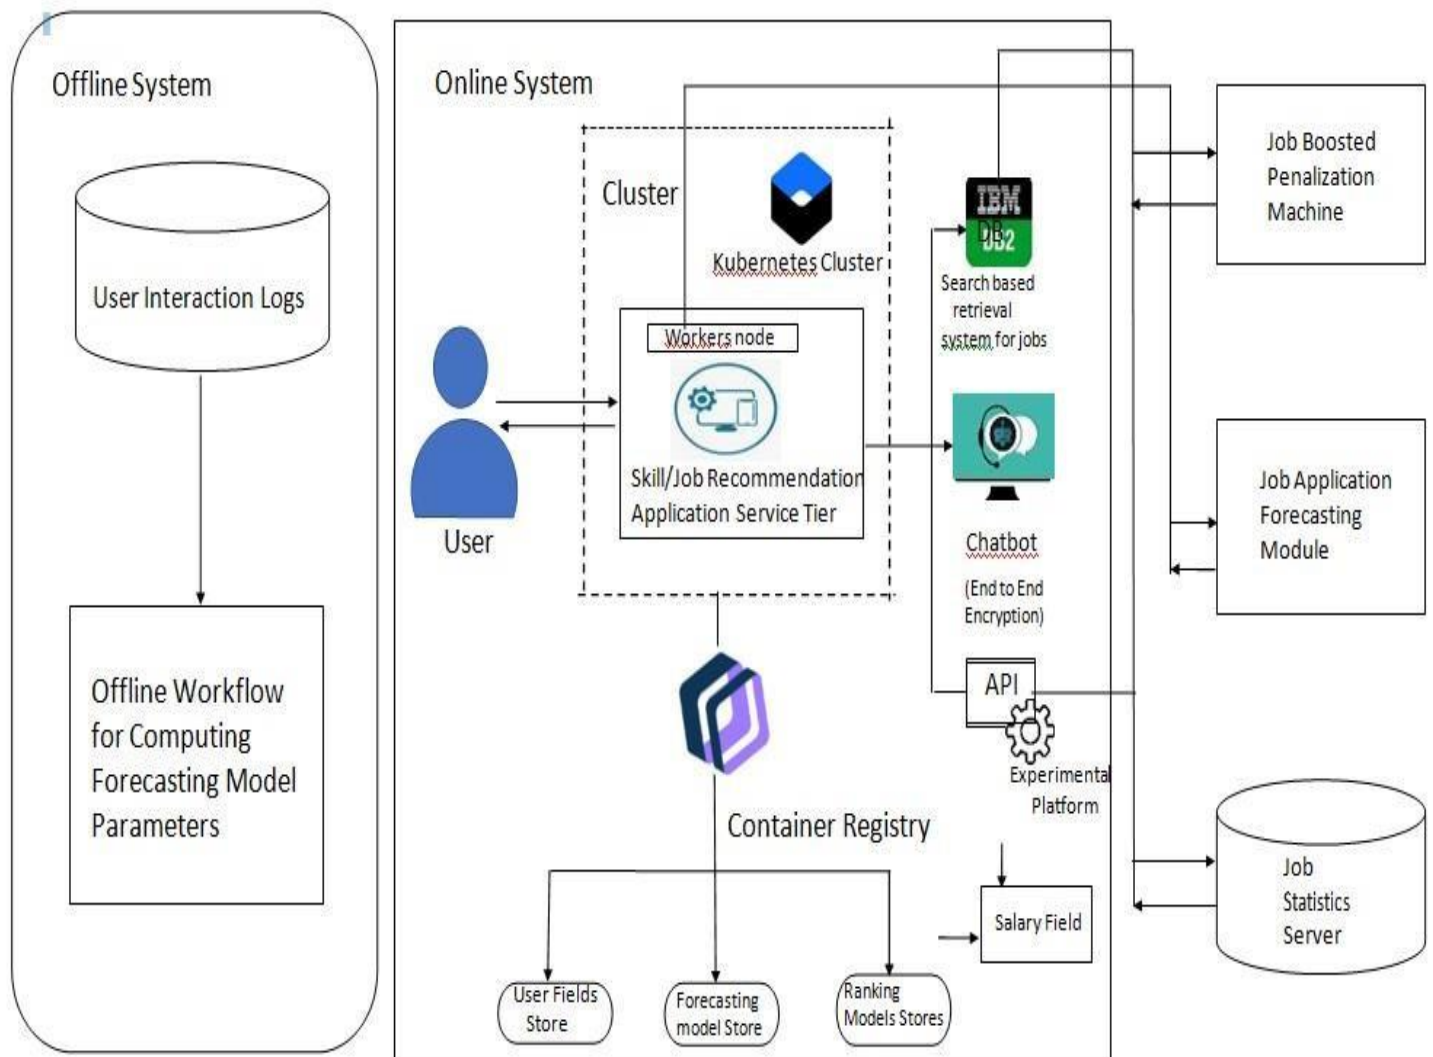 Offline System
User Interaction Logs
Offline Workflow
for Computing
Forecasting Model
Parameters
Online System
Cluster
Kubernetes Cluster
Workers node
Skill/Job Recommendation
Application Service Tier
User
IBM
DB
DB2
Search based
retrieval
system for jobs
Chatbot
(End to End
Encryption)
API
Experimental
Platform
Container Registry
Salary Field
User Fields
Store
Forecasting
model Store
Ranking
Models Stores
Job Boosted
Penalization
Machine
Job Application
Forecasting
Module
Job
Statistics
Server